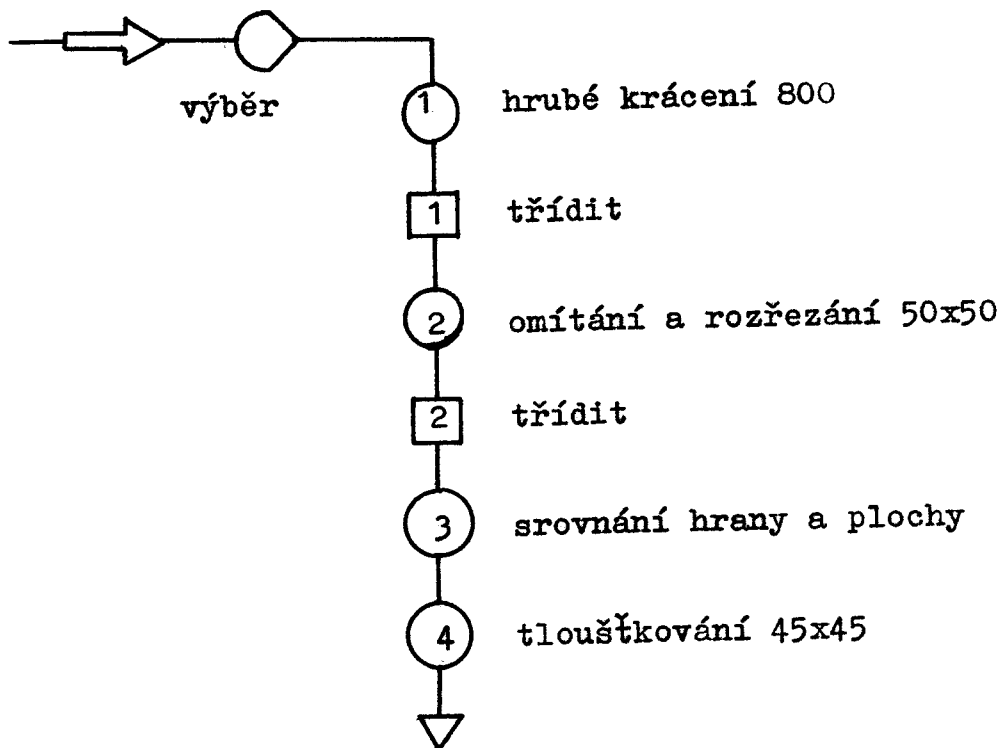 výběr
1 hrubé krácení 800
1 třídit
2 omítání a rozřezání 50x50
2 třídit
3 srovnání hrany a plochy
4 tloušťkování 45x45